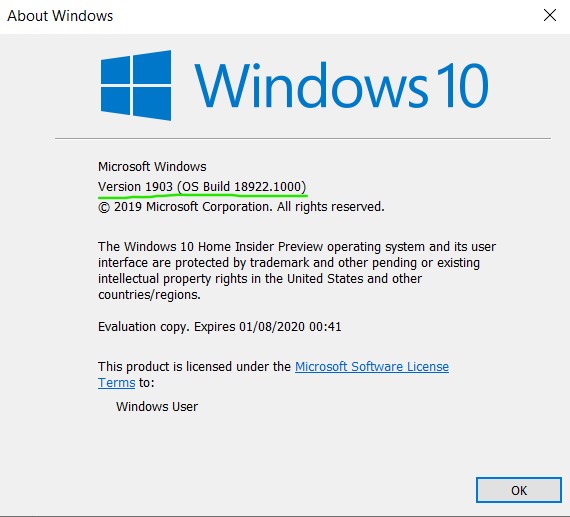 About Windows
Windows 10
Microsoft Windows
Version 1903 (OS Build 18922.1000)
© 2019 Microsoft Corporation. All rights reserved.
The Windows 10 Home Insider Preview operating system and its user
interface are protected by trademark and other pending or existing
intellectual property rights in the United States and other
countries/regions.
Evaluation copy. Expires 01/08/2020 00:41
This product is licensed under the Microsoft Software License
Terms to:
Windows User
OK